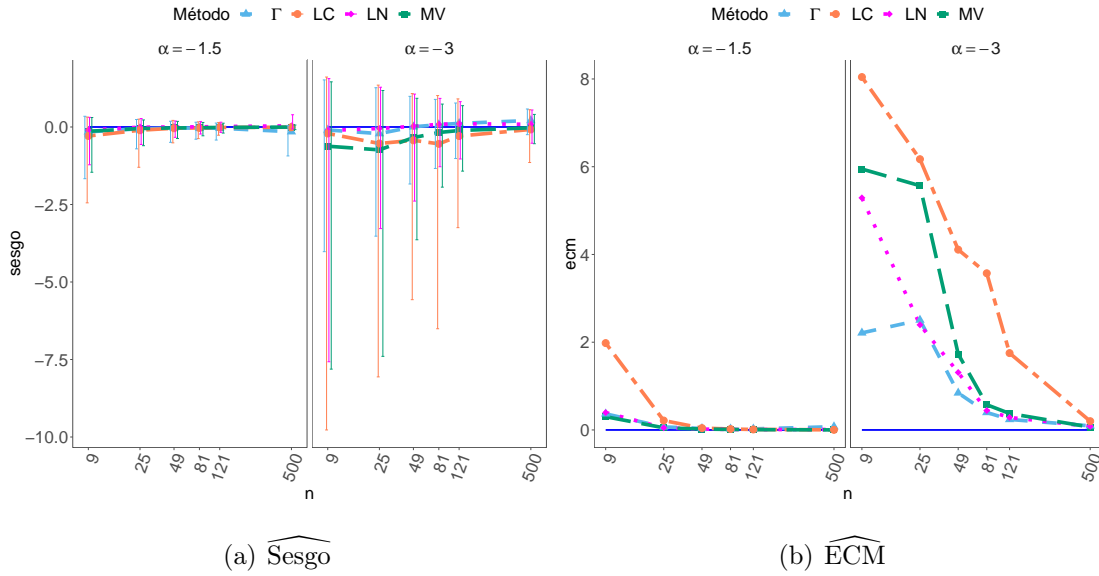 Método Γ LC LN MV
α = −1.5 α = −3
0.0
−2.5
−5.0
−7.5
−10.0
sesgo
9 25 49 81 121 500 9 25 49 81 121 500
n
(a) Sesgo
Método Γ LC LN MV
α = −1.5 α = −3
8
6
4
2
0
ecm
9 25 49 81 121 500 9 25 49 81 121 500
n
(b) ECM